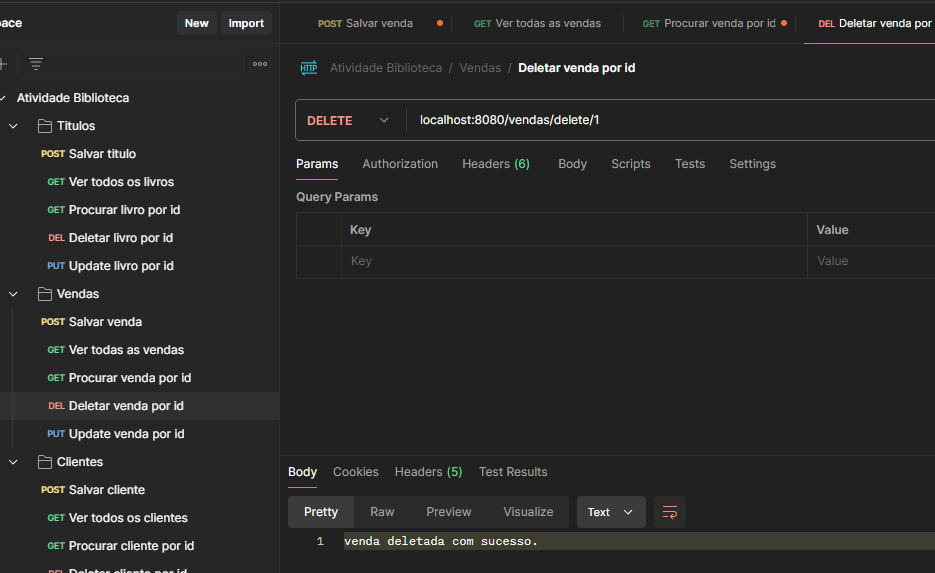 pace
New
Import
POST Salvar venda
GET Ver todas as vendas
GET Procurar venda por id
DEL Deletar venda por
HTTP
Atividade Biblioteca / Vendas / Deletar venda por id
Atividade Biblioteca
Titulos
POST Salvar titulo
GET Ver todos os livros
GET Procurar livro por id
DEL Deletar livro por id
PUT Update livro por id
Vendas
POST Salvar venda
GET Ver todas as vendas
GET Procurar venda por id
DEL Deletar venda por id
PUT Update venda por id
Clientes
POST Salvar cliente
GET Ver todos os clientes
GET Procurar cliente por id
DEL Deletar cliente por id
DELETE
localhost:8080/vendas/delete/1
Params Authorization Headers (6) Body Scripts Tests Settings
Query Params
Key Value
Key Value
Body Cookies Headers (5) Test Results
Pretty Raw Preview Visualize Text
1 venda deletada com sucesso.